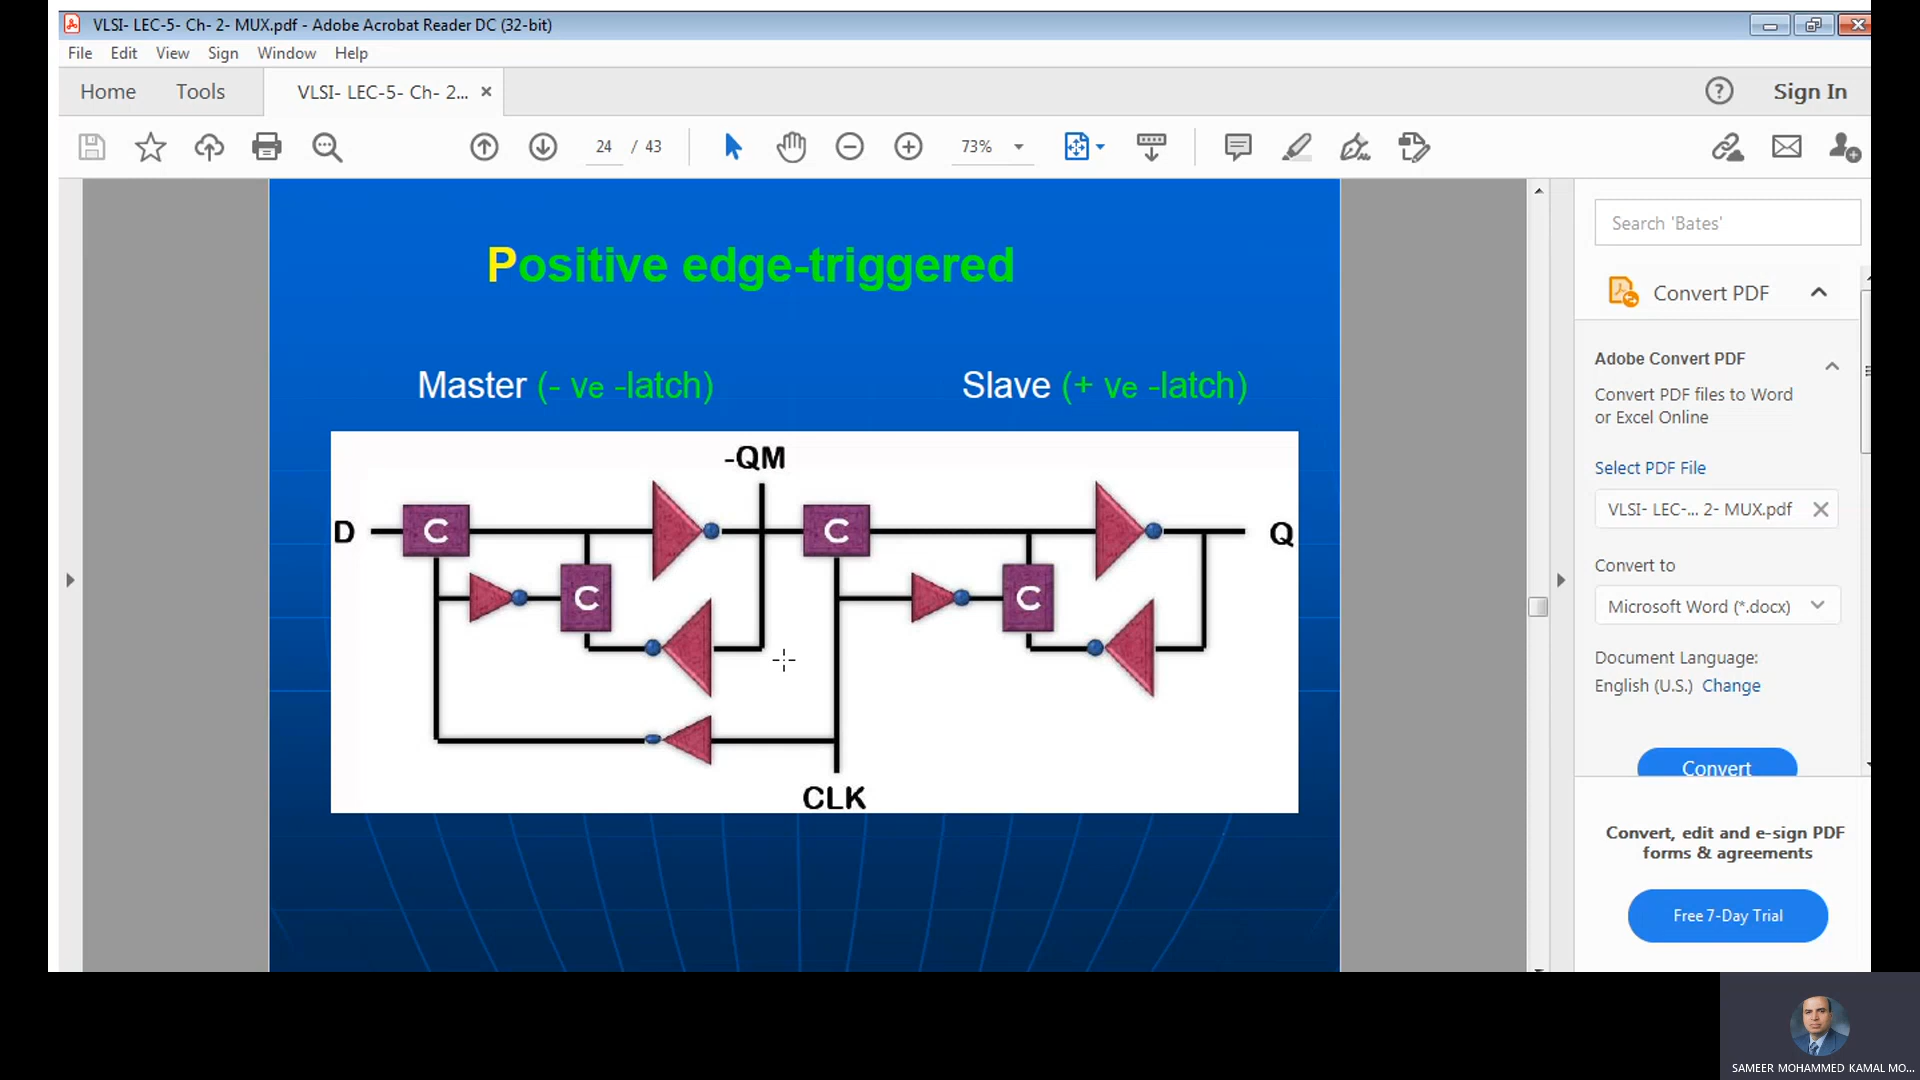 VLSI- LEC-5- Ch- 2- MUX.pdf - Adobe Acrobat Reader DC (32-bit)
File Edit View Sign Window Help
Home Tools VLSI- LEC-5- Ch- 2... × Sign In
24 / 43 73%
Search 'Bates'
Convert PDF
Adobe Convert PDF
Convert PDF files to Word
or Excel Online
Select PDF File
VLSI- LEC-... 2- MUX.pdf
Convert to
Microsoft Word (*.docx)
Document Language:
English (U.S.) Change
Convert
Convert, edit and e-sign PDF
forms & agreements
Free 7-Day Trial
Positive edge-triggered
Master (- ve -latch) Slave (+ ve -latch)
-QM
D C C Q
C C
CLK
SAMEER MOHAMMED KAMAL MO...